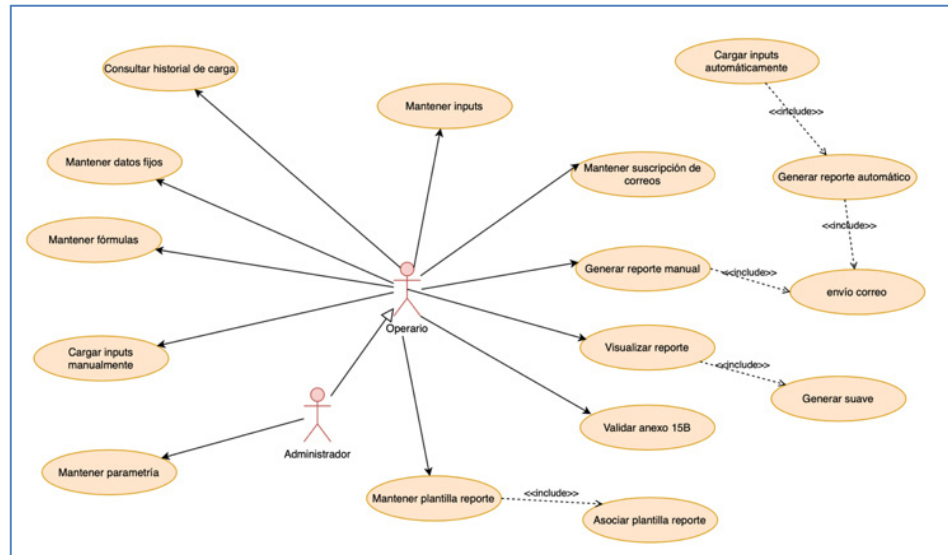 Consultar historial de carga
Mantener inputs
Cargar inputs
automáticamente
<<include>>
Mantener datos fijos
Mantener suscripción de
correos
Generar reporte automático
<<include>>
Mantener fórmulas
Generar reporte manual
<<include>>
envío correo
Operario
Cargar inputs
manualmente
Visualizar reporte
<<include>>
Generar suave
Validar anexo 15B
Administrador
Mantener parametría
Mantener plantilla reporte
<<include>>
Asociar plantilla reporte